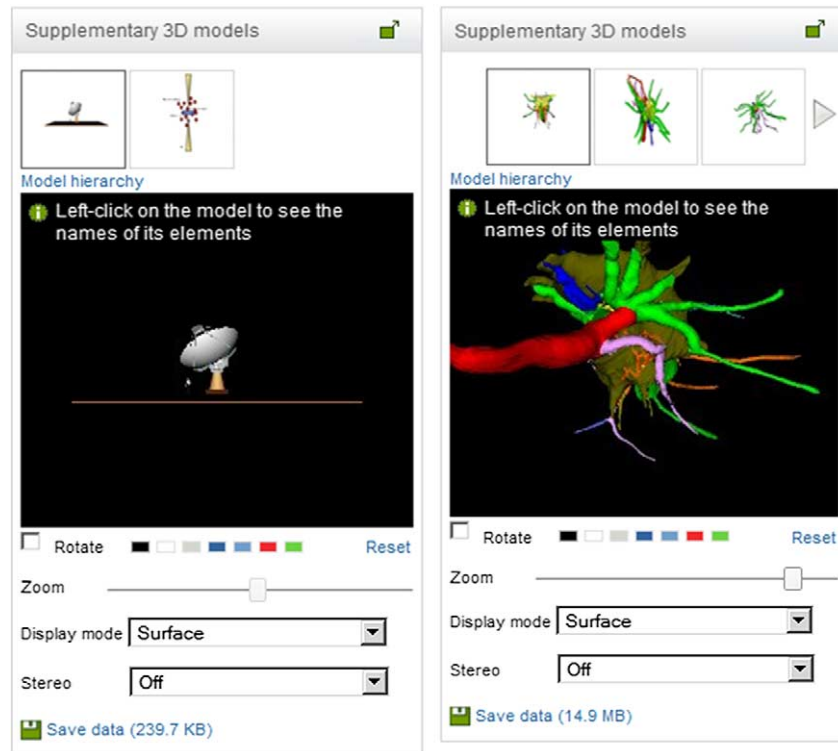 Supplementary 3D models
Model hierarchy
Left-click on the model to see the
names of its elements
Rotate
Reset
Zoom
Display mode Surface
Stereo Off
Save data (239.7 KB)
Supplementary 3D models
Model hierarchy
Left-click on the model to see the
names of its elements
Rotate
Reset
Zoom
Display mode Surface
Stereo Off
Save data (14.9 MB)